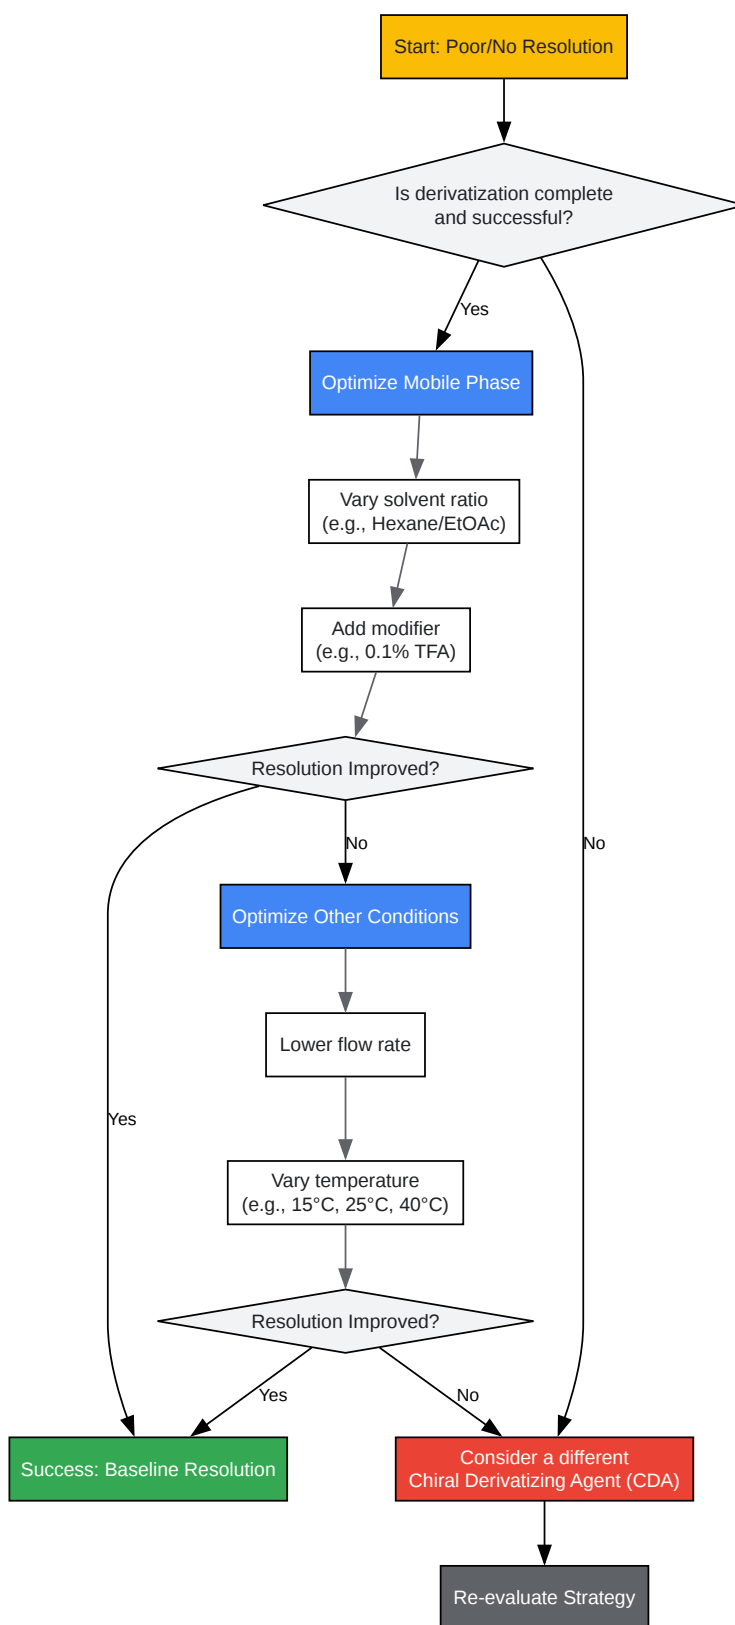 Start: Poor/No Resolution
Is derivatization complete
and successful?
Yes
Optimize Mobile Phase
Vary solvent ratio
(e.g., Hexane/EtOAc)
Add modifier
(e.g., 0.1% TFA)
Resolution Improved?
No
No
Optimize Other Conditions
Lower flow rate
Yes
Vary temperature
(e.g., 15°C, 25°C, 40°C)
Resolution Improved?
Yes
No
Success: Baseline Resolution
Consider a different
Chiral Derivatizing Agent (CDA)
Re-evaluate Strategy